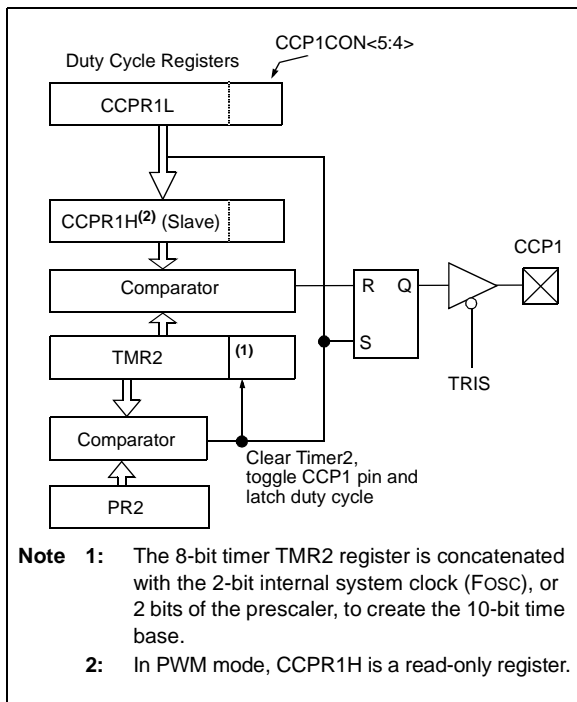 CCP1CON<5:4>
Duty Cycle Registers
CCPR1L
CCPR1H(2) (Slave)
CCP1
Comparator
R Q
TMR2
(1)
S
TRIS
Comparator
Clear Timer2,
toggle CCP1 pin and
latch duty cycle
PR2
Note 1: The 8-bit timer TMR2 register is concatenated
with the 2-bit internal system clock (FOSC), or
2 bits of the prescaler, to create the 10-bit time
base.
2: In PWM mode, CCPR1H is a read-only register.